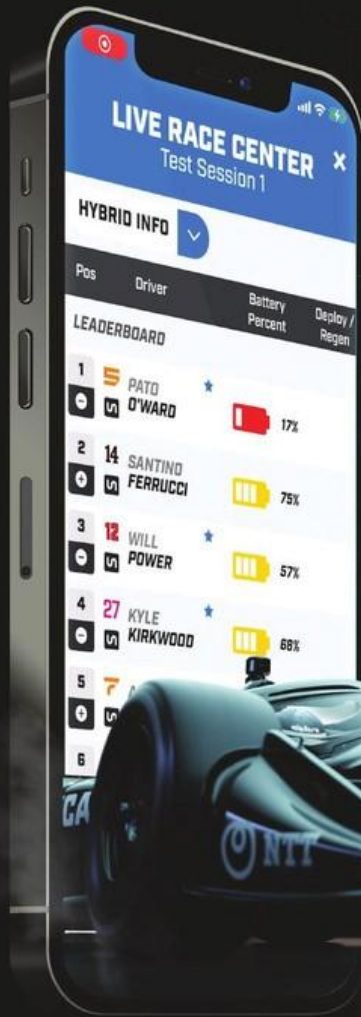 LIVE RACE CENTER
Test Session 1
HYBRID INFO
Pos Driver Battery Percent Deploy / Regen
LEADERBOARD
1 5 PATO O'WARD 17%
2 14 SANTINO FERRUCCI 75%
3 12 WILL POWER 57%
4 27 KYLE KIRKWOOD 68%
5 7
6
NTT